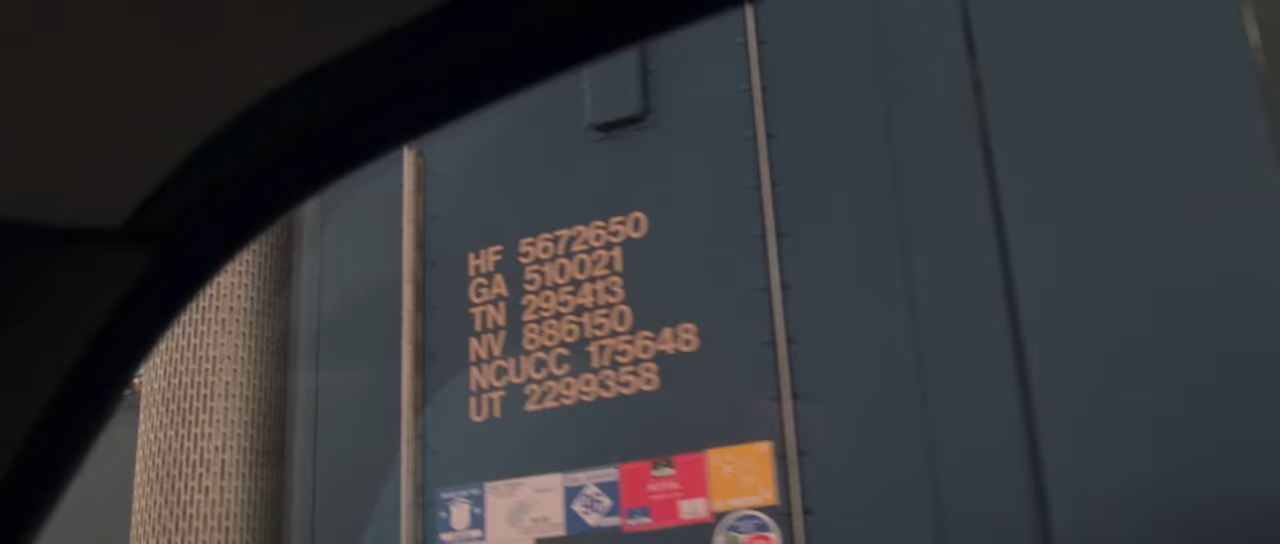 HF 5672650
GA 510021
TN 295413
NV 886150
NCUCC 175648
UT 2299358